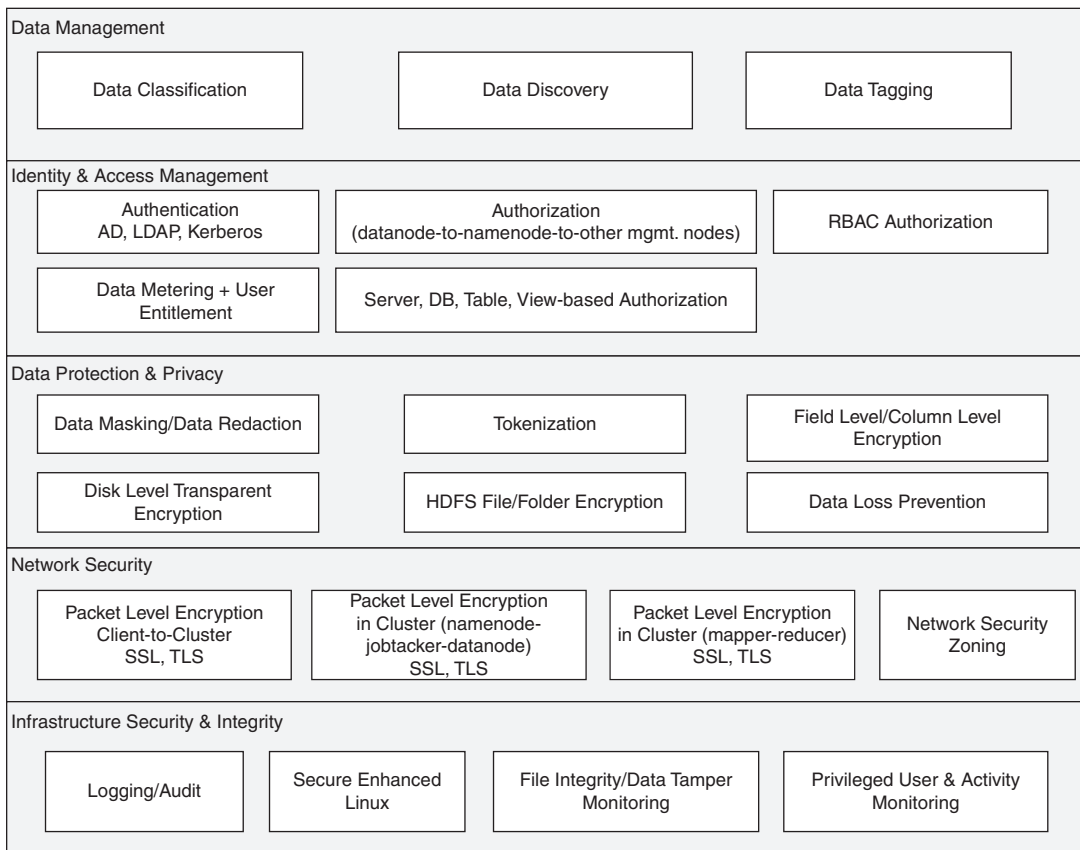 Data Management
Data Classification
Data Discovery
Data Tagging
Identity & Access Management
Authentication
AD, LDAP, Kerberos
Authorization
(datanode-to-namenode-to-other mgmt. nodes)
RBAC Authorization
Data Metering + User
Entitlement
Server, DB, Table, View-based Authorization
Data Protection & Privacy
Data Masking/Data Redaction
Tokenization
Field Level/Column Level
Encryption
Disk Level Transparent
Encryption
HDFS File/Folder Encryption
Data Loss Prevention
Network Security
Packet Level Encryption
Client-to-Cluster
SSL, TLS
Packet Level Encryption
in Cluster (namenode-
jobtacker-datanode)
SSL, TLS
Packet Level Encryption
in Cluster (mapper-reducer)
SSL, TLS
Network Security
Zoning
Infrastructure Security & Integrity
Logging/Audit
Secure Enhanced
Linux
File Integrity/Data Tamper
Monitoring
Privileged User & Activity
Monitoring